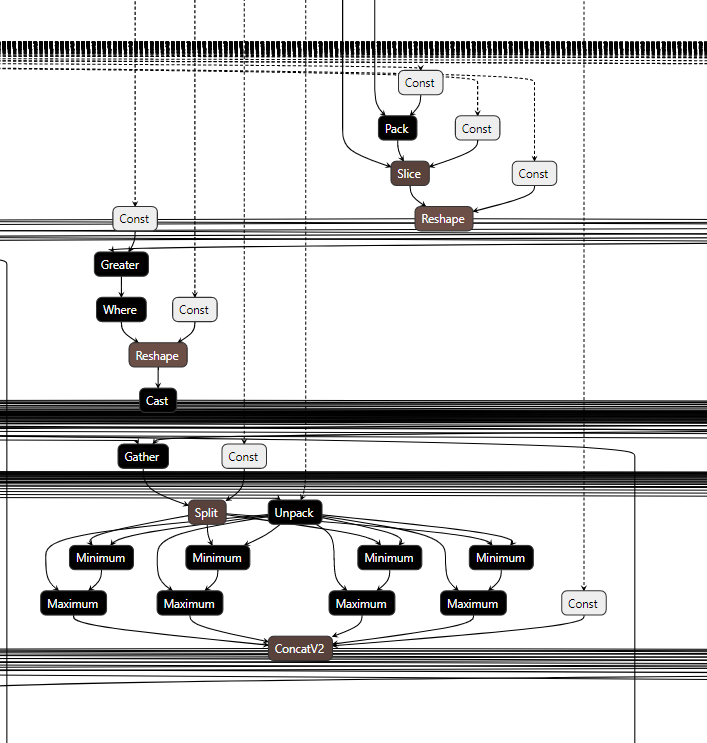 Const
Pack
Const
Slice
Const
Const
Reshape
Greater
Where
Const
Reshape
Cast
Gather
Const
Split
Unpack
Minimum
Minimum
Minimum
Minimum
Maximum
Maximum
Maximum
Maximum
Const
ConcatV2